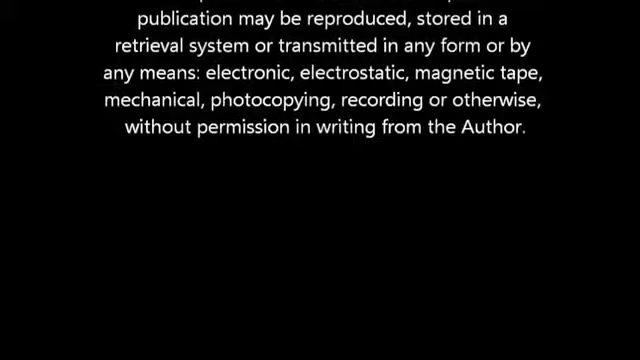 publication may be reproduced, stored in a
retrieval system or transmitted in any form or by
any means: electronic, electrostatic, magnetic tape,
mechanical, photocopying, recording or otherwise,
without permission in writing from the Author.